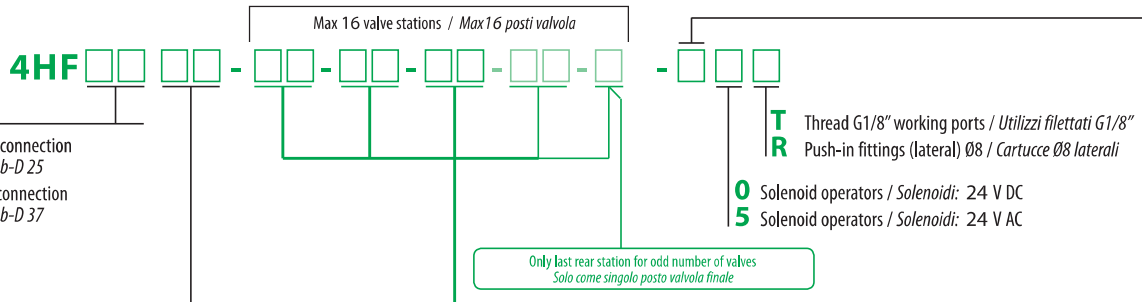 Max 16 valve stations / Max16 posti valvola
4HF - - - - - -
connection
b-D 25
connection
b-D 37
T Thread G1/8” working ports / Utilizzi filettati G1/8”
R Push-in fittings (lateral) Ø8 / Cartucce Ø8 laterali
0 Solenoid operators / Solenoidi: 24 V DC
5 Solenoid operators / Solenoidi: 24 V AC
Only last rear station for odd number of valves
Solo come singolo posto valvola finale